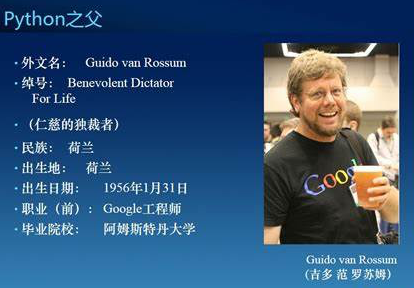 Python之父
• 外文名： Guido van Rossum
• 绰号： Benevolent Dictator
For Life
• （仁慈的独裁者）
• 民族： 荷兰
• 出生地： 荷兰
• 出生日期： 1956年1月31日
• 职业（前）：Google工程师
• 毕业院校： 阿姆斯特丹大学
Goog
Guido van Rossum
(吉多 范 罗苏姆)